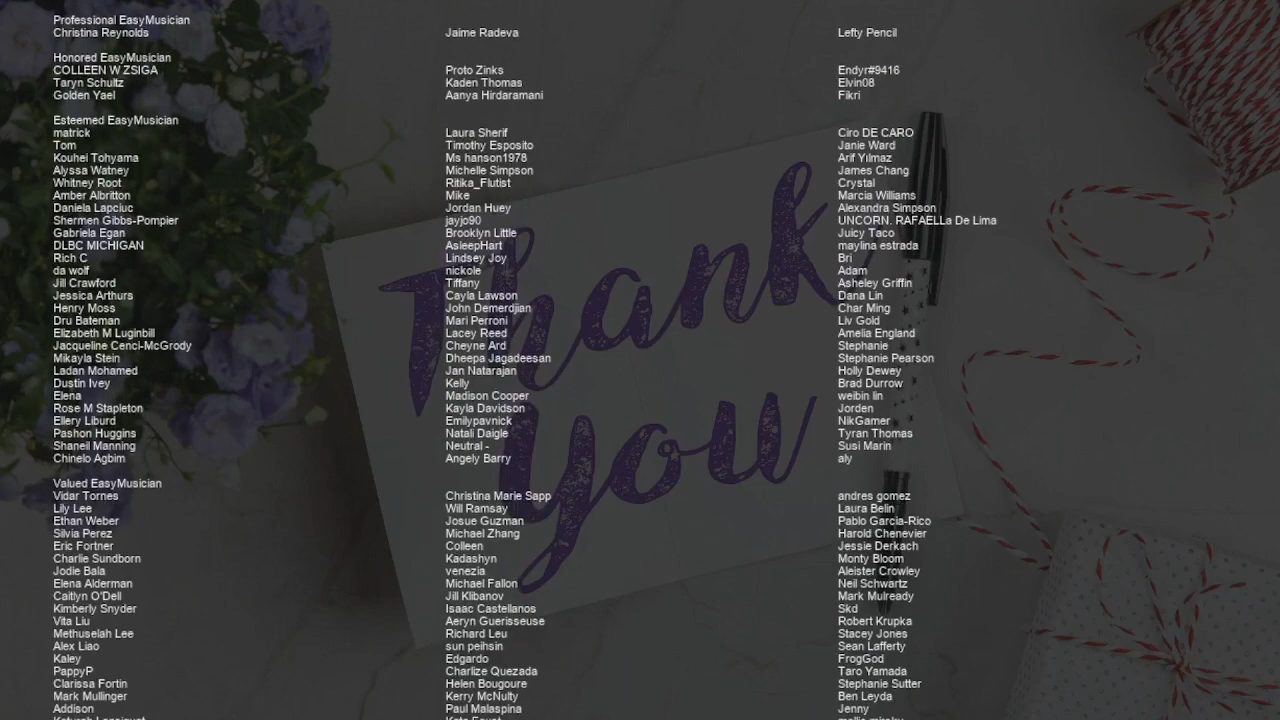 Professional EasyMusician
Christina Reynolds Jaime Radeva Lefty Pencil
Honored EasyMusician
COLLEEN W ZSIGA Proto Zinks Endyr#9416
Taryn Schultz Kaden Thomas Elvin08
Golden Yael Aanya Hirdaramani Fikri
Esteemed EasyMusician
matrick Laura Sherif Ciro DE CARO
Tom Timothy Esposito Janie Ward
Kouhei Tohyama Ms hanson1978 Arif Yılmaz
Alyssa Watney Michelle Simpson James Chang
Whitney Root Ritika_Flutist Crystal
Amber Albritton Mike Marcia Williams
Daniela Lapciuc Jordan Huey Alexandra Simpson
Shermen Gibbs-Pompier jayjo90 UNCORN. RAFAELLa De Lima
Gabriela Egan Brooklyn Little Juicy Taco
DLBC MICHIGAN AsleepHart maylina estrada
Rich C Lindsey Joy Bri
da wolf nickole Adam
Jill Crawford Tiffany Asheley Griffin
Jessica Arthurs Cayla Lawson Dana Lin
Henry Moss John Demerdjian Char Ming
Dru Bateman Mari Perroni Liv Gold
Elizabeth M Luginbill Lacey Reed Amelia England
Jacqueline Cenci-McGrody Cheyne Ard Stephanie
Mikayla Stein Dheepa Jagadeesan Stephanie Pearson
Ladan Mohamed Jan Natarajan Holly Dewey
Dustin Ivey Kelly Brad Durrow
Elena Madison Cooper weibin lin
Rose M Stapleton Kayla Davidson Jorden
Ellery Liburd Emilypavnick NikGamer
Pashon Huggins Natali Daigle Tyran Thomas
Shaneil Manning Neutral - Susi Marin
Chinelo Agbim Angely Barry aly
Valued EasyMusician
Vidar Tornes Christina Marie Sapp andres gomez
Lily Lee Will Ramsay Laura Belin
Ethan Weber Josue Guzman Pablo Garcia-Rico
Silvia Perez Michael Zhang Harold Chenevier
Eric Fortner Colleen Jessie Derkach
Charlie Sundborn Kadashyn Monty Bloom
Jodie Bala venezia Aleister Crowley
Elena Alderman Michael Fallon Neil Schwartz
Caitlyn O'Dell Jill Klibanov Mark Mulready
Kimberly Snyder Isaac Castellanos Skd
Vita Liu Aeryn Guerisseuse Robert Krupka
Methuselah Lee Richard Leu Stacey Jones
Alex Liao sun peihsin Sean Lafferty
Kaley Edgardo FrogGod
PappyP Charlize Quezada Taro Yamada
Clarissa Fortin Helen Bougoure Stephanie Sutter
Mark Mullinger Kerry McNulty Ben Leyda
Addison Paul Malaspina Jenny
Thank
you